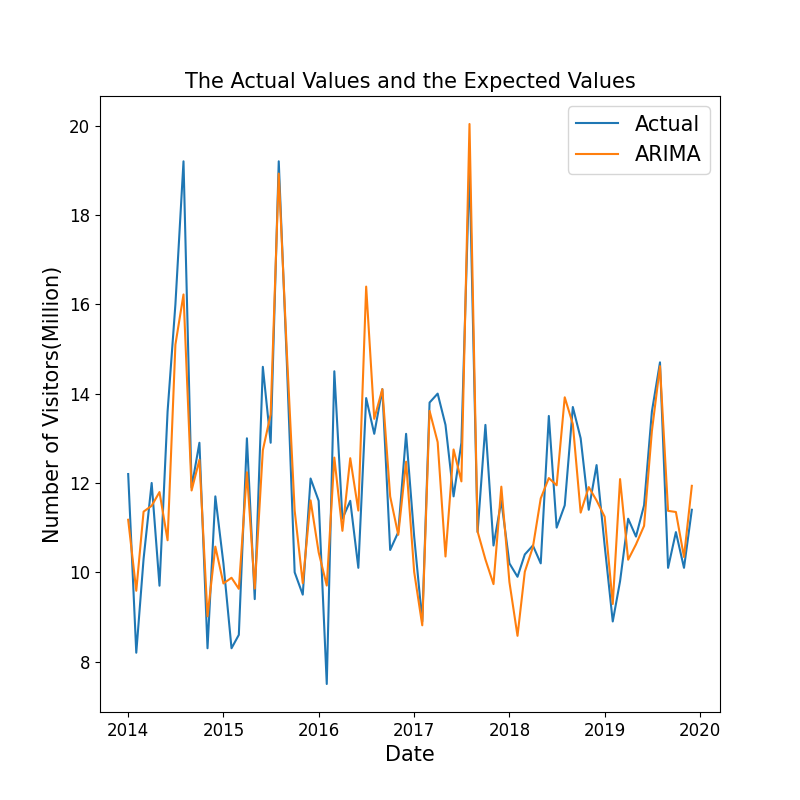 The Actual Values and the Expected Values
Actual
ARIMA
Number of Visitors(Million)
20
18
16
14
12
10
8
2014 2015 2016 2017 2018 2019 2020
Date